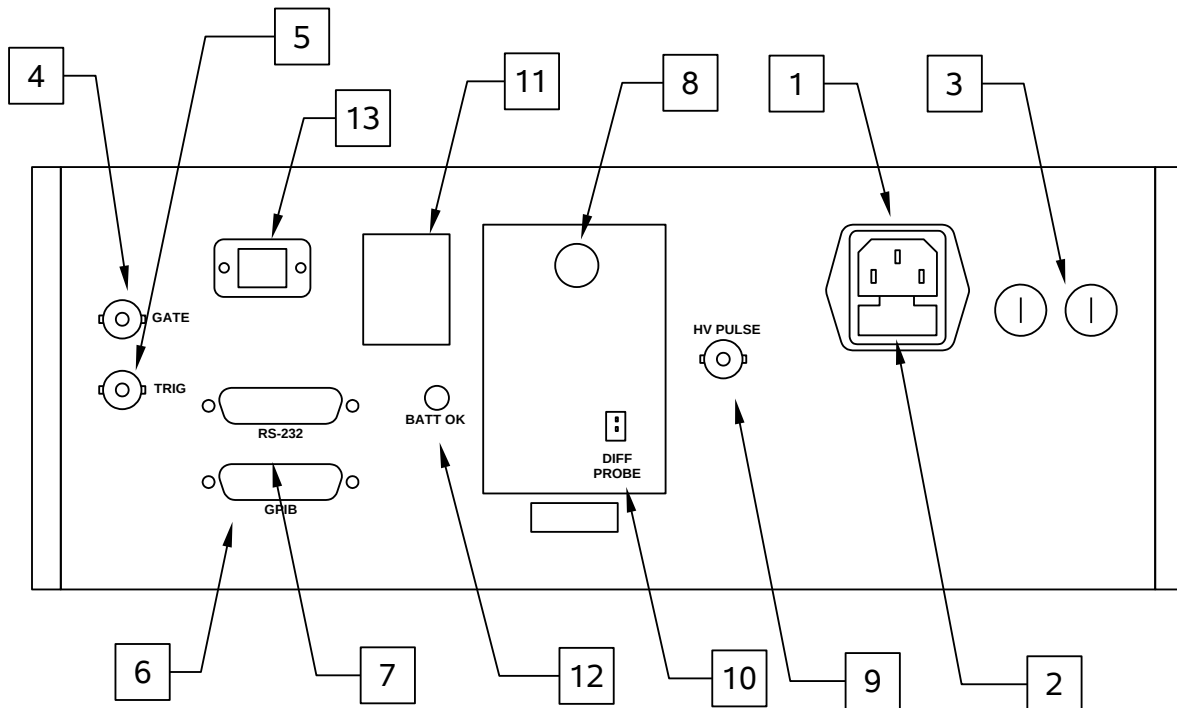 5
4
11
8
1
3
13
GATE
HV PULSE
TRIG
BATT OK
RS-232
DIFF
PROBE
GPIB
6
7
12
10
9
2